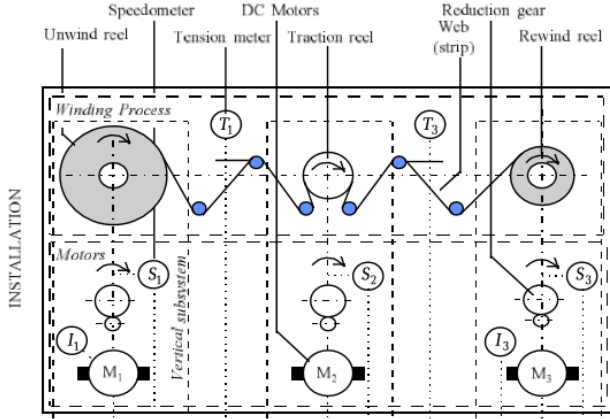 Speedometer DC Motors Reduction gear
Unwind reel Tension meter Traction reel Web (strip) Rewind reel
Winding Process
T1 T3
INSTALLATION
Motors
Vertical subsystem
S1 S2 S3
I1 I3
M1 M2 M3